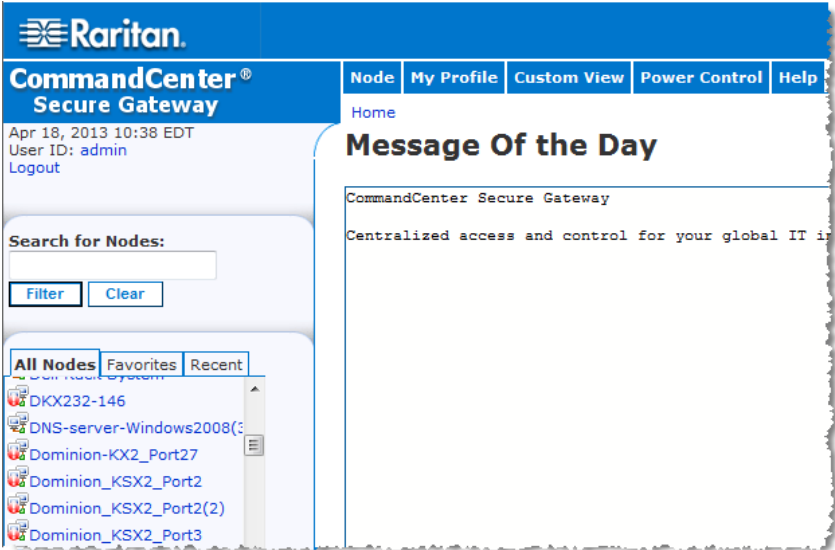 Raritan.
CommandCenter®
Secure Gateway
Apr 18, 2013 10:38 EDT
User ID: admin
Logout
Search for Nodes:
Filter Clear
All Nodes Favorites Recent
Dell Rack System
DKX232-146
DNS-server-Windows2008(
Dominion-KX2_Port27
Dominion_KSX2_Port2
Dominion_KSX2_Port2(2)
Dominion_KSX2_Port3
Node My Profile Custom View Power Control Help
Home
Message Of the Day
CommandCenter Secure Gateway
Centralized access and control for your global IT